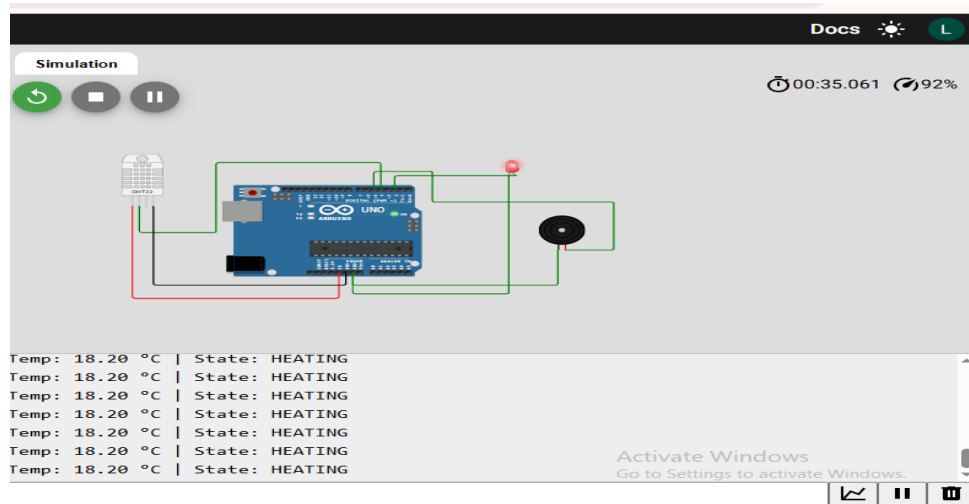 Docs
L
Simulation
00:35.061
92%
DHT22
UNO
ARDUINO
Temp: 18.20 °C | State: HEATING
Temp: 18.20 °C | State: HEATING
Temp: 18.20 °C | State: HEATING
Temp: 18.20 °C | State: HEATING
Temp: 18.20 °C | State: HEATING
Temp: 18.20 °C | State: HEATING
Temp: 18.20 °C | State: HEATING
Activate Windows
Go to Settings to activate Windows.